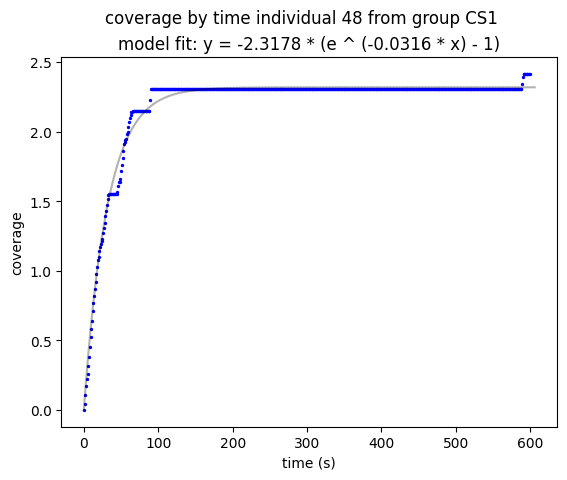 coverage by time individual 48 from group CS1
model fit: y = -2.3178 * (e ^ (-0.0316 * x) - 1)
2.5
2.0
1.5
1.0
0.5
0.0
coverage
0 100 200 300 400 500 600
time (s)